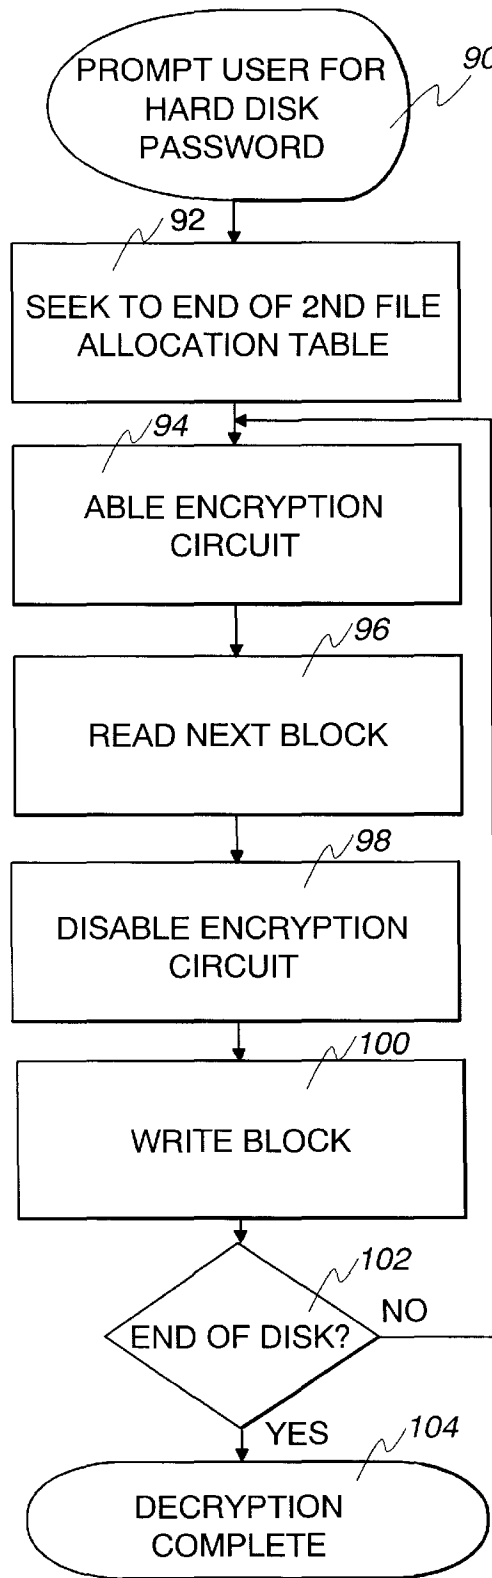 PROMPT USER FOR
HARD DISK
PASSWORD
90
92
SEEK TO END OF 2ND FILE
ALLOCATION TABLE
94
ABLE ENCRYPTION
CIRCUIT
96
READ NEXT BLOCK
98
DISABLE ENCRYPTION
CIRCUIT
100
WRITE BLOCK
102
END OF DISK?
NO
YES
104
DECRYPTION
COMPLETE